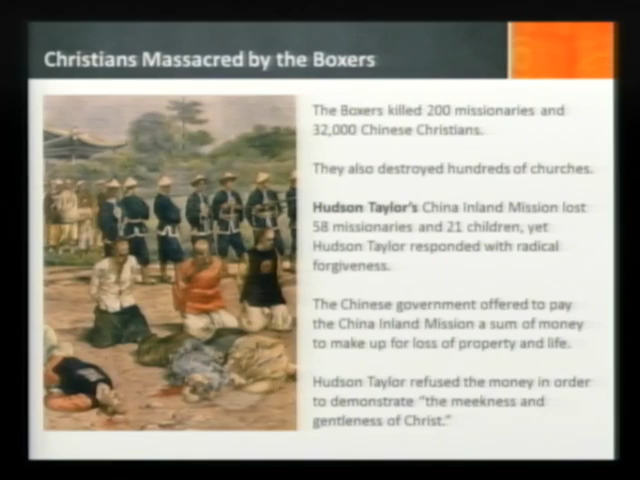 Christians Massacred by the Boxers
The Boxers killed 200 missionaries and
32,000 Chinese Christians.
They also destroyed hundreds of churches.
Hudson Taylor's China Inland Mission lost
58 missionaries and 21 children, yet
Hudson Taylor responded with radical
forgiveness.
The Chinese government offered to pay
the China Inland Mission a sum of money
to make up for loss of property and life.
Hudson Taylor refused the money in order
to demonstrate "the meekness and
gentleness of Christ."